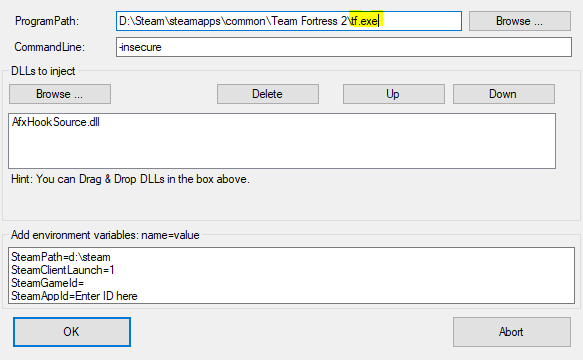 ProgramPath: D:\Steam\steamapps\common\Team Fortress 2\tf.exe Browse ...
CommandLine: -insecure
DLLs to inject
Browse ... Delete Up Down
AfxHookSource.dll
Hint: You can Drag & Drop DLLs in the box above.
Add environment variables: name=value
SteamPath=d:\steam
SteamClientLaunch=1
SteamGameId=
SteamAppId=Enter ID here
OK Abort